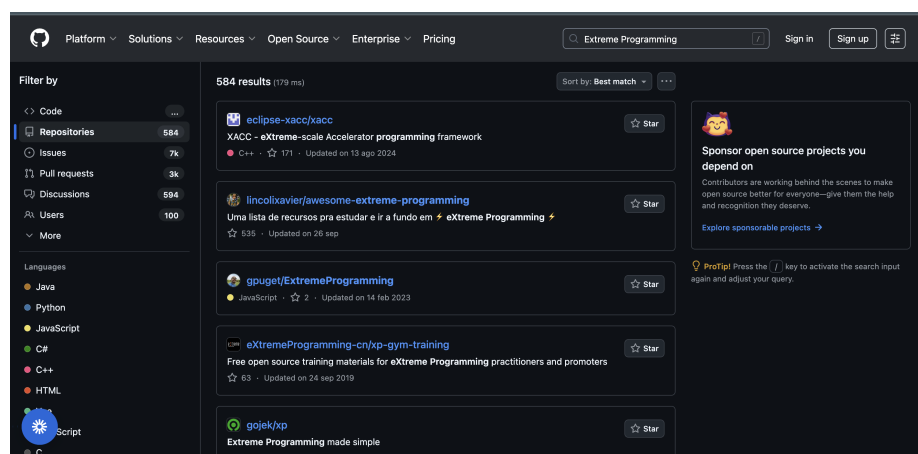 Platform Solutions Resources Open Source Enterprise Pricing
Extreme Programming /
Sign in
Sign up
Filter by
Code ...
Repositories 584
Issues 7k
Pull requests 3k
Discussions 594
Users 100
More
Languages
Java
Python
JavaScript
C#
C++
HTML
Script
C
584 results (179 ms)
Sort by: Best match
...
eclipse-xacc/xacc
Star
XACC - eXtreme-scale Accelerator programming framework
C++ · 171 · Updated on 13 ago 2024
lincolixavier/awesome-extreme-programming
Star
Uma lista de recursos pra estudar e ir a fundo em ⚡ eXtreme Programming ⚡
535 · Updated on 26 sep
gpuget/ExtremeProgramming
Star
JavaScript · 2 · Updated on 14 feb 2023
eXtremeProgramming-cn/xp-gym-training
Star
Free open source training materials for eXtreme Programming practitioners and promoters
63 · Updated on 24 sep 2019
gojek/xp
Star
Extreme Programming made simple
Sponsor open source projects you
depend on
Contributors are working behind the scenes to make
open source better for everyone—give them the help
and recognition they deserve.
Explore sponsorable projects →
ProTip! Press the / key to activate the search input
again and adjust your query.